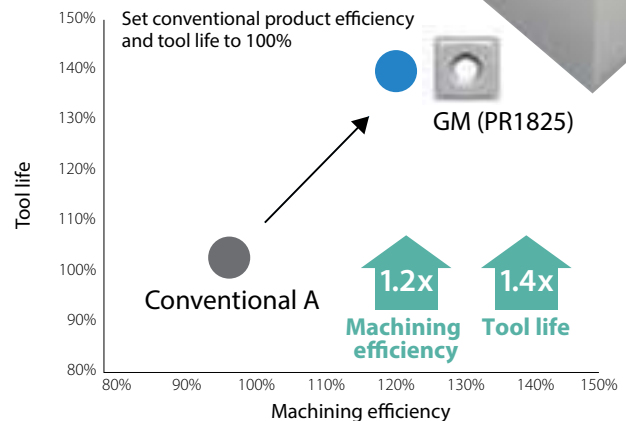 Set conventional product efficiency
and tool life to 100%
150%
140%
130%
120%
110%
100%
90%
80%
Tool life
GM (PR1825)
Conventional A
1.2x
1.4x
Machining
efficiency
Tool life
80%
90%
100%
110%
120%
130%
140%
150%
Machining efficiency